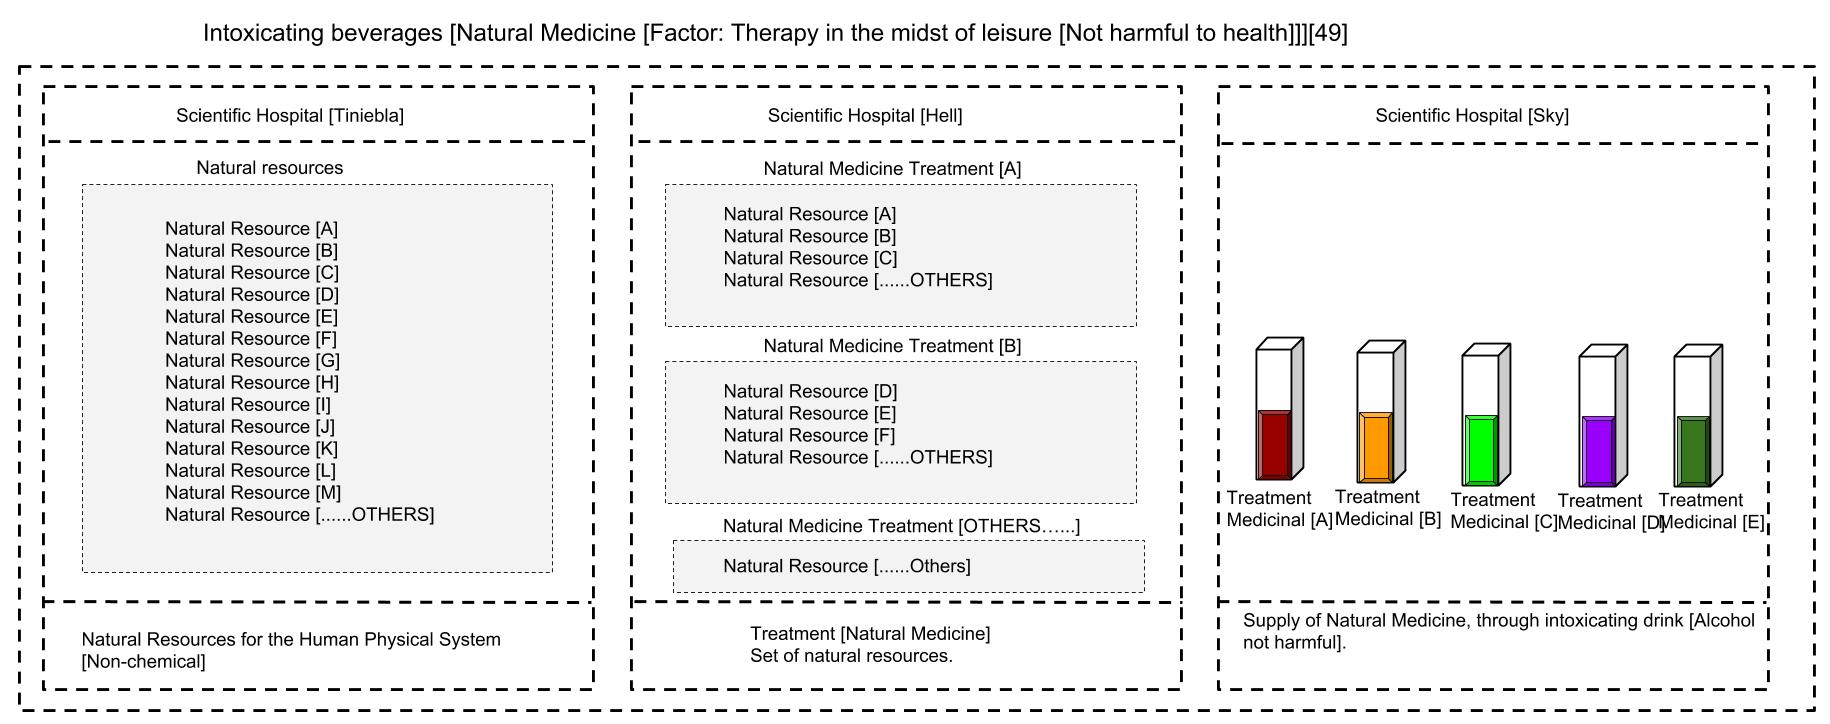 Intoxicating beverages [Natural Medicine [Factor: Therapy in the midst of leisure [Not harmful to health]]][49]
Scientific Hospital [Tiniebla]
Natural resources
Natural Resource [A]
Natural Resource [B]
Natural Resource [C]
Natural Resource [D]
Natural Resource [E]
Natural Resource [F]
Natural Resource [G]
Natural Resource [H]
Natural Resource [I]
Natural Resource [J]
Natural Resource [K]
Natural Resource [L]
Natural Resource [M]
Natural Resource [......OTHERS]
Natural Resources for the Human Physical System
[Non-chemical]
Scientific Hospital [Hell]
Natural Medicine Treatment [A]
Natural Resource [A]
Natural Resource [B]
Natural Resource [C]
Natural Resource [......OTHERS]
Natural Medicine Treatment [B]
Natural Resource [D]
Natural Resource [E]
Natural Resource [F]
Natural Resource [......OTHERS]
Natural Medicine Treatment [OTHERS…...]
Natural Resource [......Others]
Treatment [Natural Medicine]
Set of natural resources.
Scientific Hospital [Sky]
Treatment
Medicinal [A]
Treatment
Medicinal [B]
Treatment
Medicinal [C]
Treatment
Medicinal [D]
Treatment
Medicinal [E]
Supply of Natural Medicine, through intoxicating drink [Alcohol
not harmful].